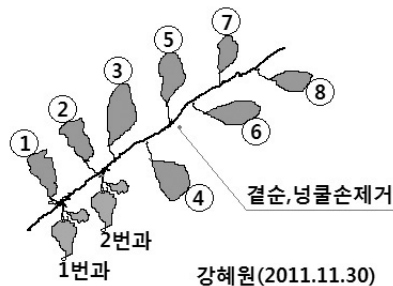 ⑦
⑤
③
②
⑧
①
⑥
④
곁순,넝쿨손제거
2번과
1번과
강혜원(2011.11.30)